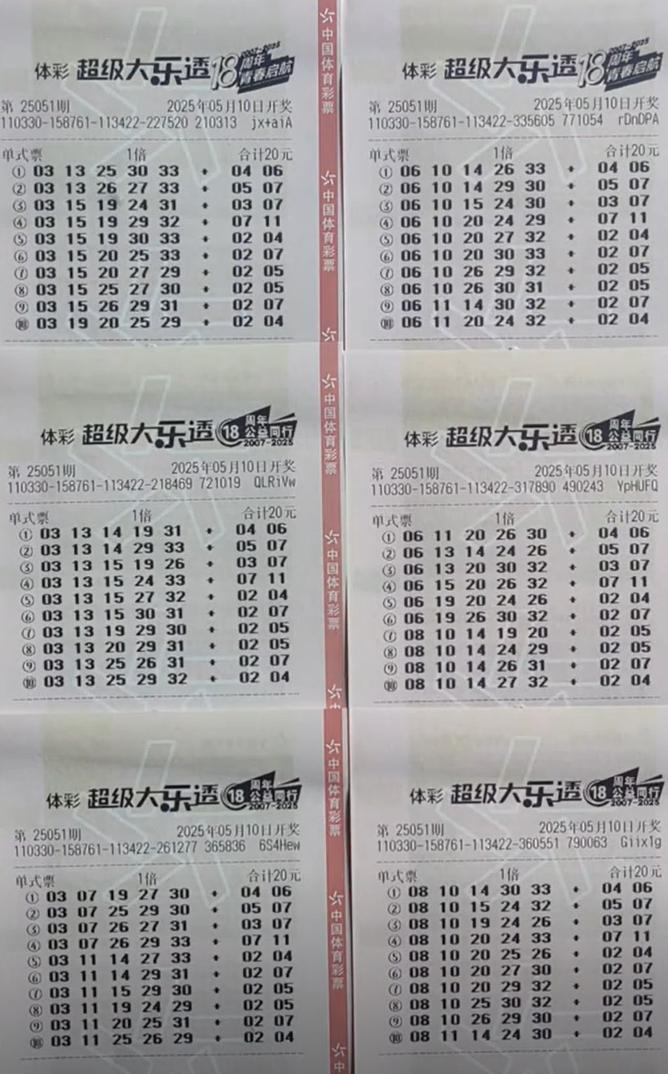 体彩 超级大乐透 18周年 青春启航 2007-2025
第 25051期 2025年05月10日开奖
110330-158761-113422-227520 210313 jx+aiA
单式票 1倍 合计20元
① 03 13 25 30 33 + 04 06
② 03 13 26 27 33 + 05 07
③ 03 15 19 24 31 + 03 07
④ 03 15 19 29 32 + 07 11
⑤ 03 15 19 30 33 + 02 04
⑥ 03 15 20 25 33 + 02 07
⑦ 03 15 20 27 29 + 02 05
⑧ 03 15 25 27 30 + 02 05
⑨ 03 15 26 29 31 + 02 07
⑩ 03 19 20 25 29 + 02 04
体彩 超级大乐透 18周年 青春启航 2007-2025
第 25051期 2025年05月10日开奖
110330-158761-113422-335605 771054 rDnDPA
单式票 1倍 合计20元
① 06 10 14 26 33 + 04 06
② 06 10 14 29 30 + 05 07
③ 06 10 15 24 30 + 03 07
④ 06 10 20 24 29 + 07 11
⑤ 06 10 20 27 32 + 02 04
⑥ 06 10 20 30 33 + 02 07
⑦ 06 10 26 29 32 + 02 05
⑧ 06 10 26 30 31 + 02 05
⑨ 06 11 14 30 32 + 02 07
⑩ 06 11 20 24 32 + 02 04
体彩 超级大乐透 18周年 公益同行 2007-2025
第 25051期 2025年05月10日开奖
110330-158761-113422-218469 721019 QLRiVw
单式票 1倍 合计20元
① 03 13 14 19 31 + 04 06
② 03 13 14 29 33 + 05 07
③ 03 13 15 19 26 + 03 07
④ 03 13 15 24 33 + 07 11
⑤ 03 13 15 27 32 + 02 04
⑥ 03 13 15 30 31 + 02 07
⑦ 03 13 19 29 30 + 02 05
⑧ 03 13 20 29 31 + 02 05
⑨ 03 13 25 26 31 + 02 07
⑩ 03 13 25 29 32 + 02 04
体彩 超级大乐透 18周年 公益同行 2007-2025
第 25051期 2025年05月10日开奖
110330-158761-113422-317890 490243 YpHUFQ
单式票 1倍 合计20元
① 06 11 20 26 30 + 04 06
② 06 13 14 24 26 + 05 07
③ 06 13 20 30 32 + 03 07
④ 06 15 20 26 32 + 07 11
⑤ 06 19 20 24 26 + 02 04
⑥ 06 19 26 30 32 + 02 07
⑦ 08 10 14 19 20 + 02 05
⑧ 08 10 14 24 29 + 02 05
⑨ 08 10 14 26 31 + 02 07
⑩ 08 10 14 27 32 + 02 04
体彩 超级大乐透 18周年 公益同行 2007-2025
第 25051期 2025年05月10日开奖
110330-158761-113422-261277 365836 6S4Hew
单式票 1倍 合计20元
① 03 07 19 27 30 + 04 06
② 03 07 25 29 30 + 05 07
③ 03 07 26 27 31 + 03 07
④ 03 07 26 29 33 + 07 11
⑤ 03 11 14 27 33 + 02 04
⑥ 03 11 14 29 31 + 02 07
⑦ 03 11 15 29 30 + 02 05
⑧ 03 11 19 24 29 + 02 05
⑨ 03 11 20 25 31 + 02 07
⑩ 03 11 25 26 29 + 02 04
体彩 超级大乐透 18周年 公益同行 2007-2025
第 25051期 2025年05月10日开奖
110330-158761-113422-360551 790063 Giix1g
单式票 1倍 合计20元
① 08 10 14 30 33 + 04 06
② 08 10 15 24 32 + 05 07
③ 08 10 19 24 26 + 03 07
④ 08 10 20 24 33 + 07 11
⑤ 08 10 20 25 26 + 02 04
⑥ 08 10 20 27 30 + 02 07
⑦ 08 10 20 29 32 + 02 05
⑧ 08 10 25 30 32 + 02 05
⑨ 08 10 26 29 30 + 02 07
⑩ 08 11 14 24 30 + 02 04
中国体育彩票
中国体育彩票
中国体育彩票
中国体育彩票
中国体育彩票
中国体育彩票
中